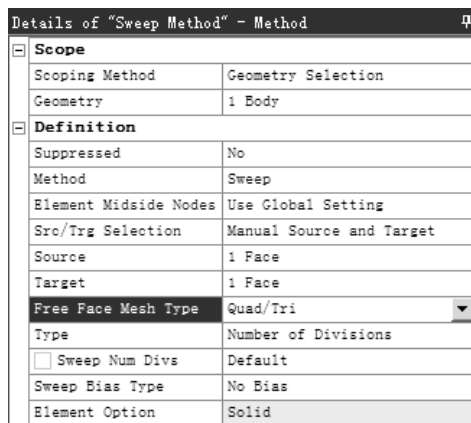 Details of "Sweep Method" - Method
Scope
Scoping Method Geometry Selection
Geometry 1 Body
Definition
Suppressed No
Method Sweep
Element Midside Nodes Use Global Setting
Src/Trg Selection Manual Source and Target
Source 1 Face
Target 1 Face
Free Face Mesh Type Quad/Tri
Type Number of Divisions
Sweep Num Divs Default
Sweep Bias Type No Bias
Element Option Solid